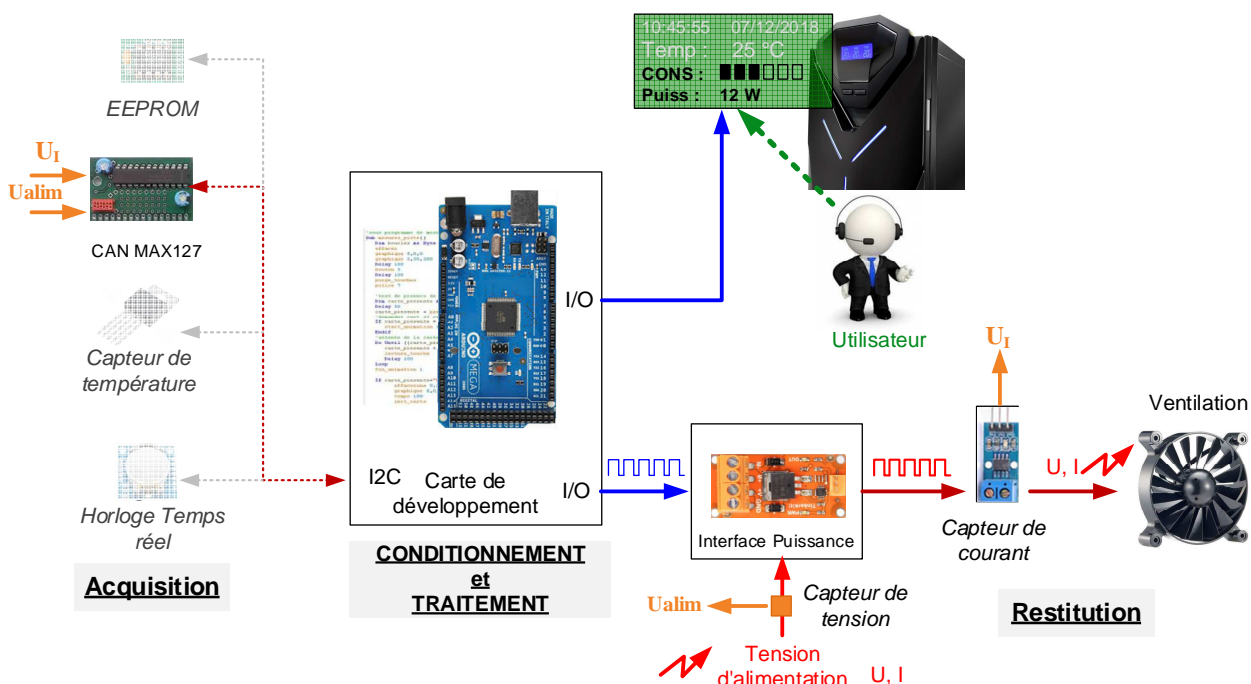 EEPROM
U_I
Ualim
CAN MAX127
Capteur de
température
Horloge Temps
réel
Acquisition
I/O
I2C
Carte de
développement
I/O
CONDITIONNEMENT
et
TRAITEMENT
10:45:55 07/12/2018
Temp : 25 °C
CONS :
Puiss : 12 W
Utilisateur
Interface Puissance
Ualim
Capteur de
tension
Tension
d'alimentation
U, I
U_I
Capteur de
courant
U, I
Ventilation
Restitution